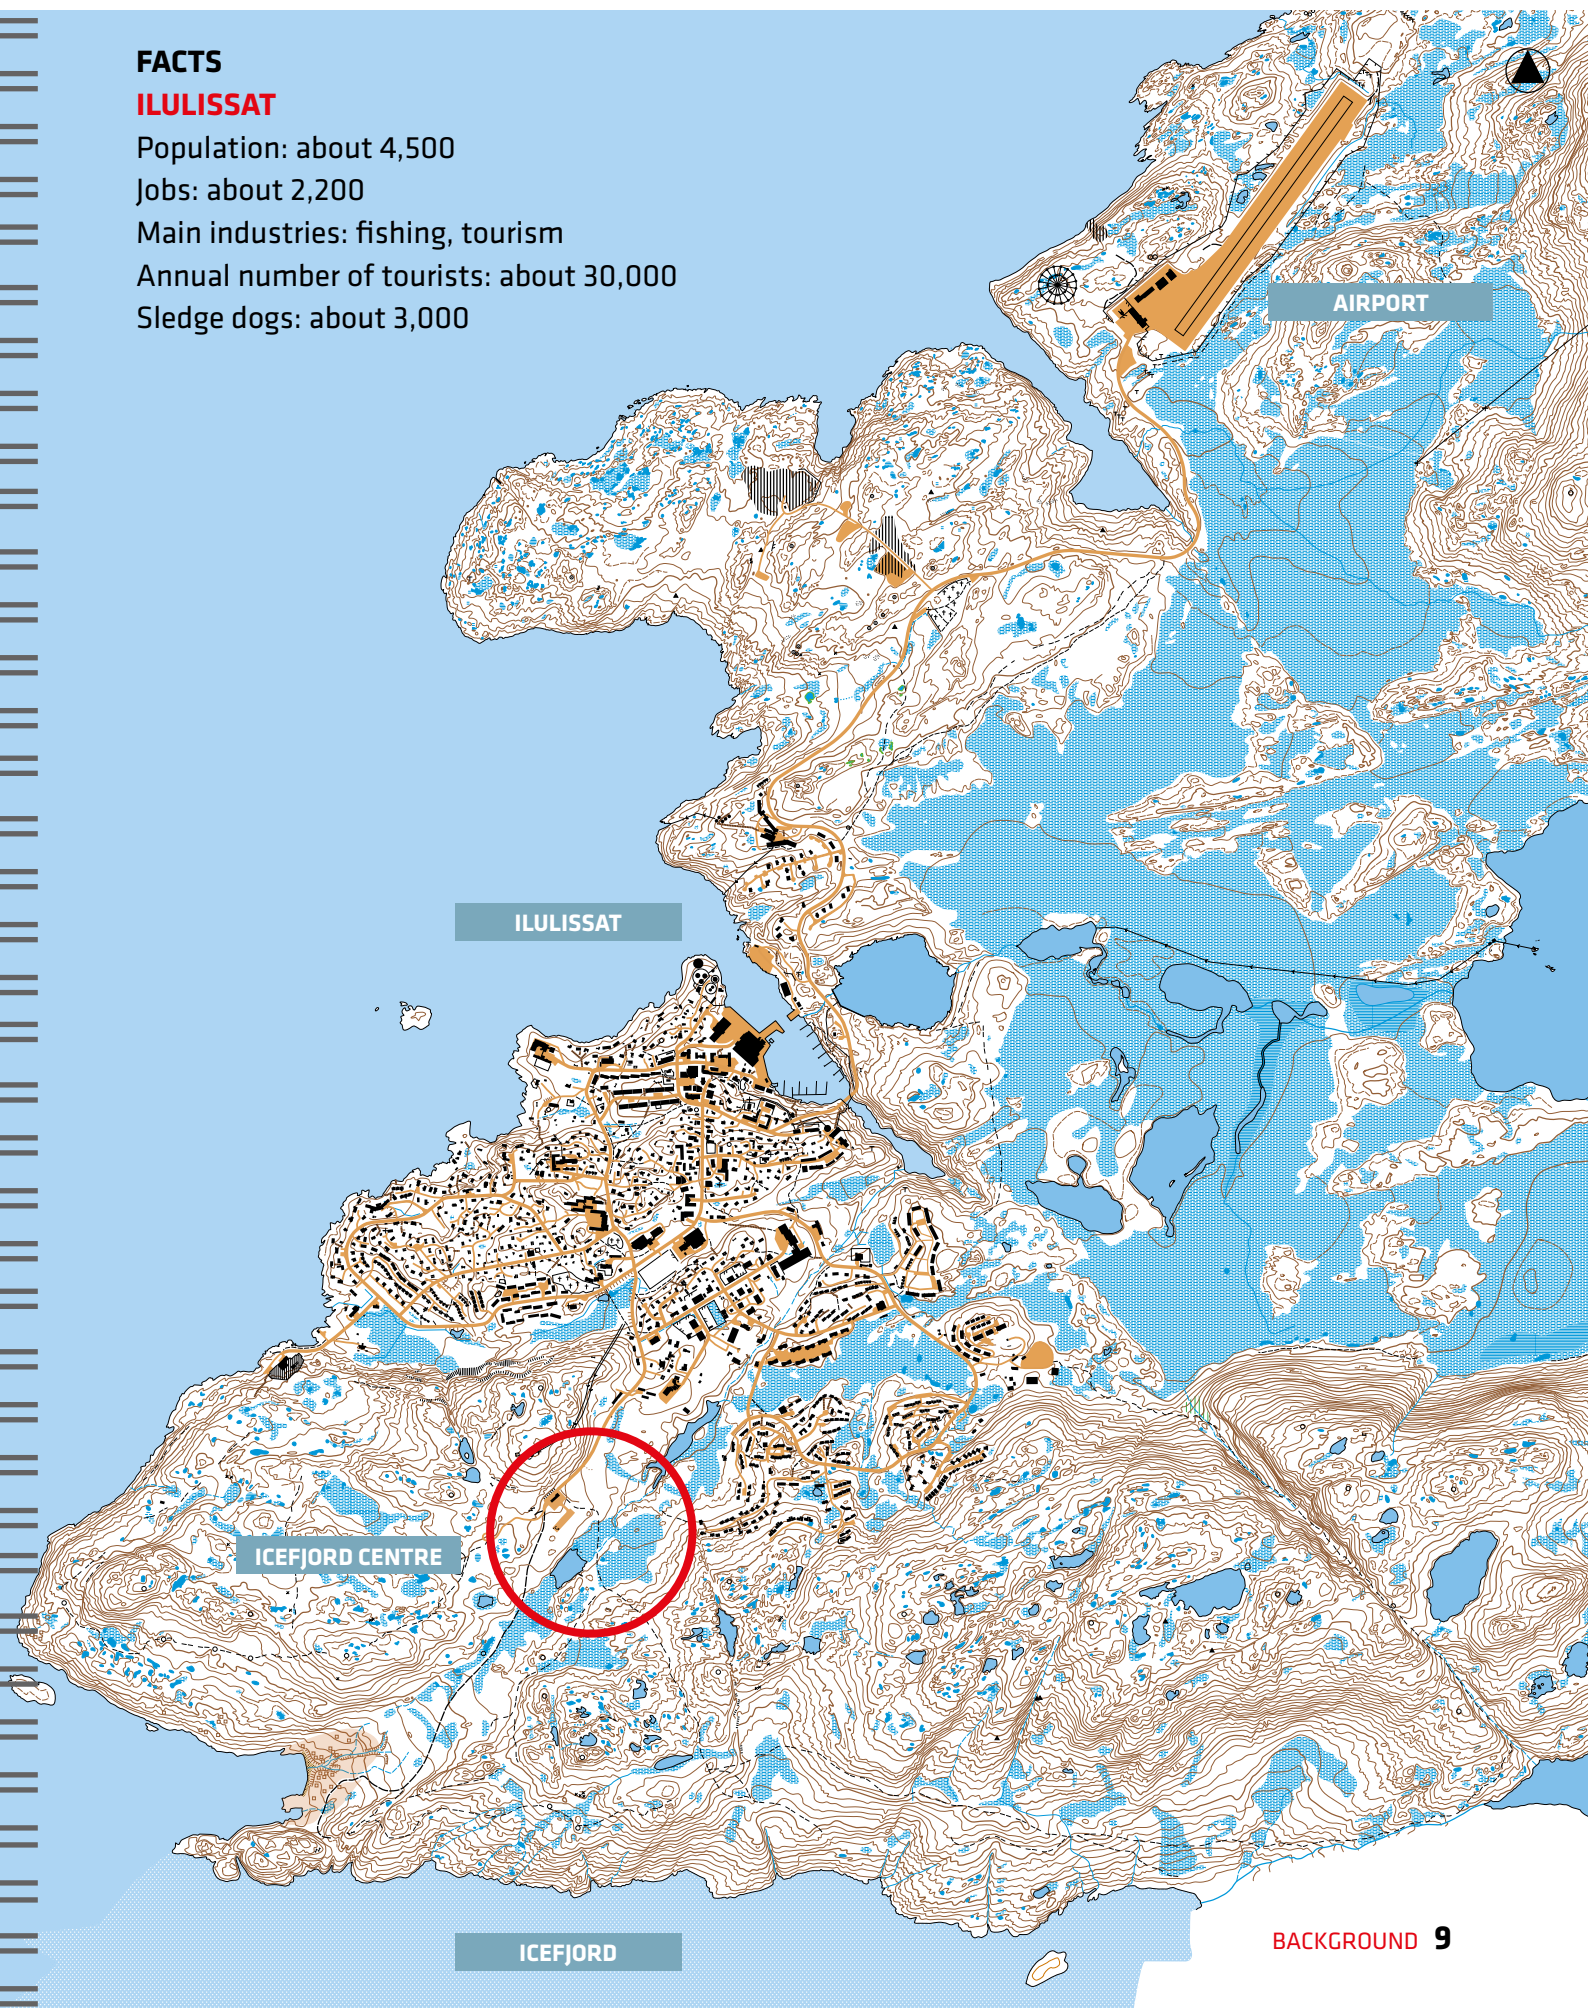 FACTS
ILULISSAT
Population: about 4,500
Jobs: about 2,200
Main industries: fishing, tourism
Annual number of tourists: about 30,000
Sledge dogs: about 3,000
AIRPORT
ILULISSAT
ICEFJORD CENTRE
ICEFJORD
BACKGROUND 9